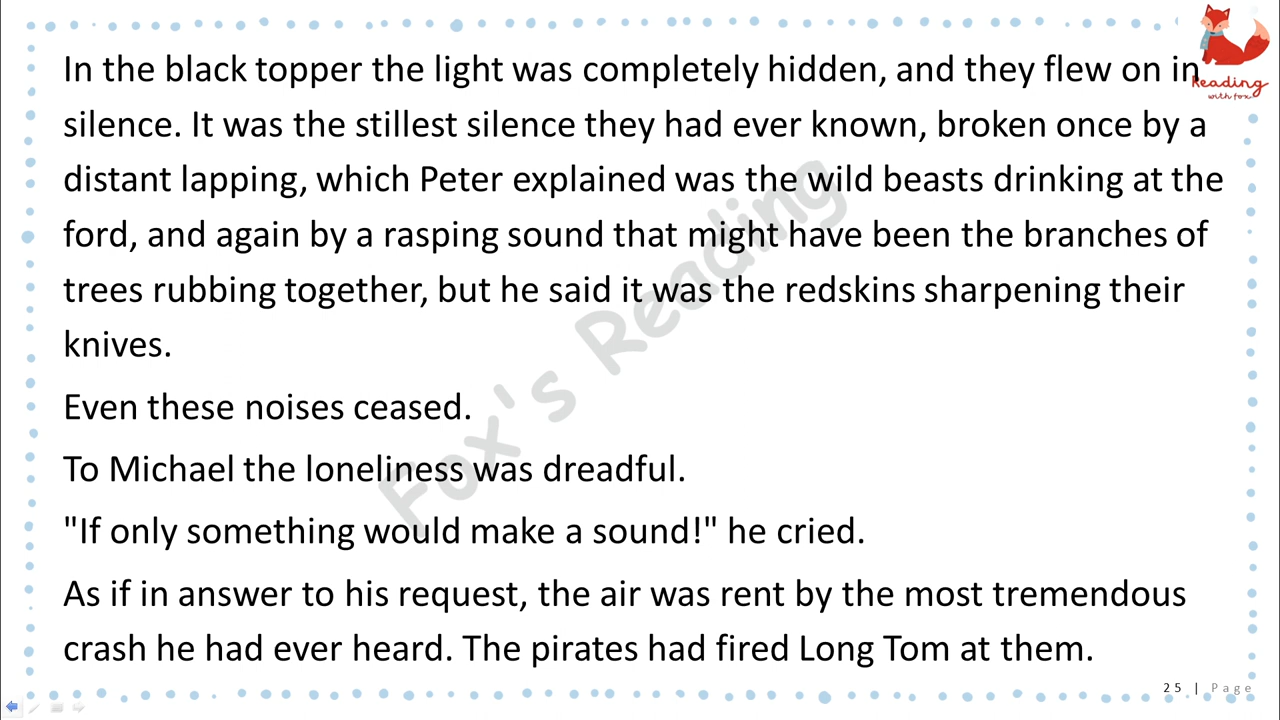 In the black topper the light was completely hidden, and they flew on in
silence. It was the stillest silence they had ever known, broken once by a
distant lapping, which Peter explained was the wild beasts drinking at the
ford, and again by a rasping sound that might have been the branches of
trees rubbing together, but he said it was the redskins sharpening their
knives.
Even these noises ceased.
To Michael the loneliness was dreadful.
"If only something would make a sound!" he cried.
As if in answer to his request, the air was rent by the most tremendous
crash he had ever heard. The pirates had fired Long Tom at them.
Reading
with fox
Fox's Reading
25 | Page